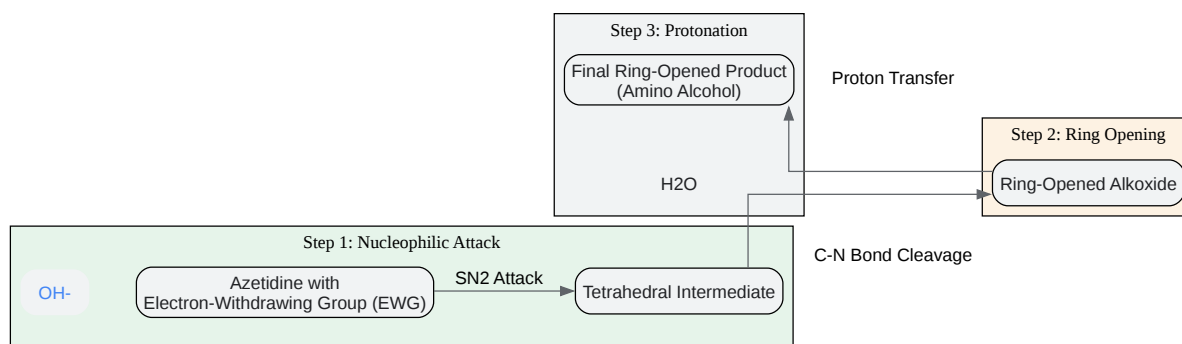 Step 3: Protonation
Final Ring-Opened Product
(Amino Alcohol)
Proton Transfer
H2O
Step 2: Ring Opening
Ring-Opened Alkoxide
Step 1: Nucleophilic Attack
OH-
Azetidine with
Electron-Withdrawing Group (EWG)
SN2 Attack
Tetrahedral Intermediate
C-N Bond Cleavage